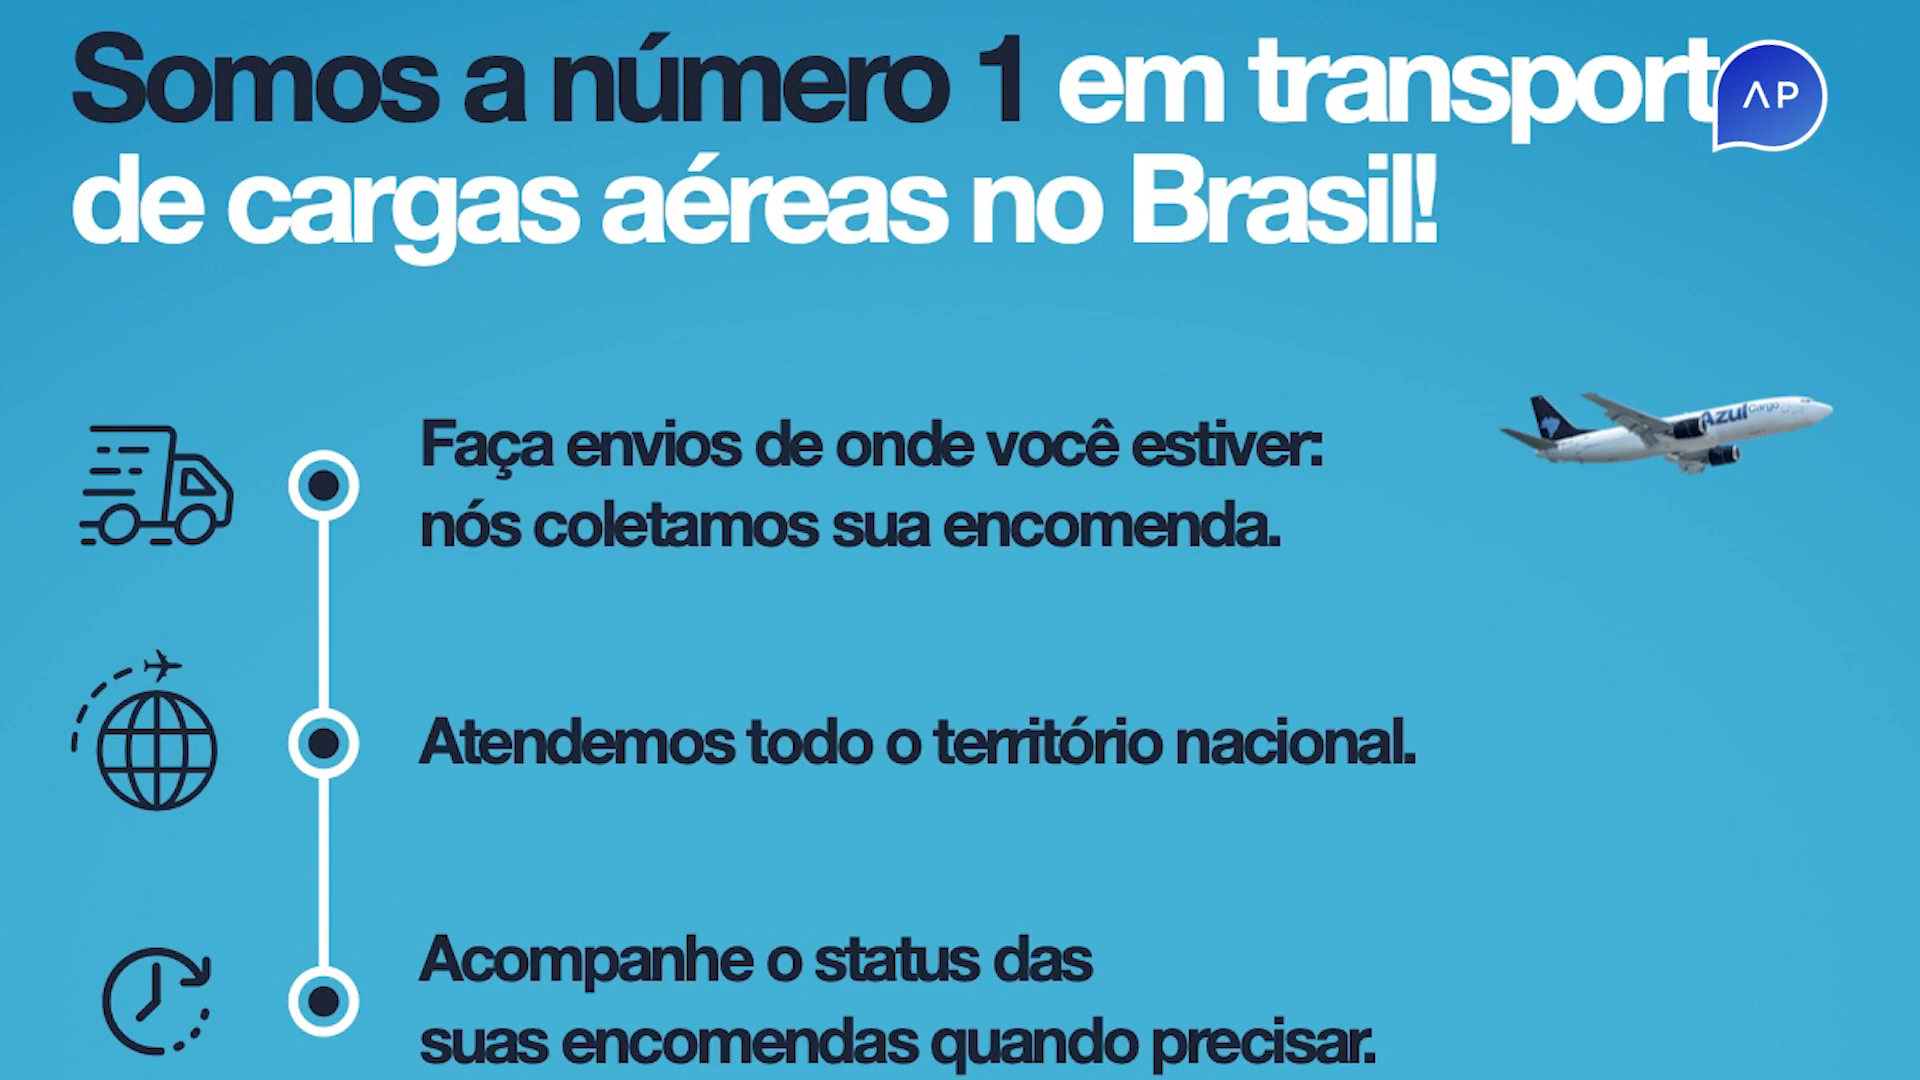 Somos a número 1 em transport
AP
de cargas aéreas no Brasil!
Faça envios de onde você estiver:
nós coletamos sua encomenda.
Azul Cargo
Atendemos todo o território nacional.
Acompanhe o status das
suas encomendas quando precisar.